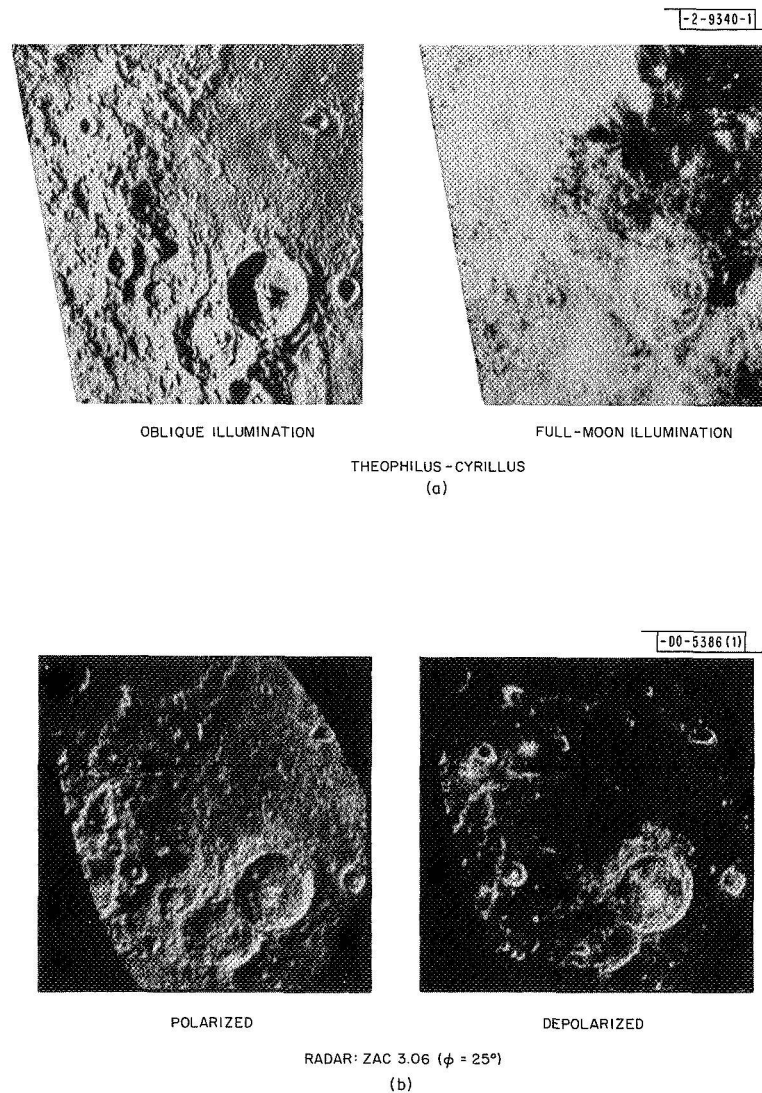 -2-9340-1
OBLIQUE ILLUMINATION
FULL-MOON ILLUMINATION
THEOPHILUS-CYRILLUS
(a)
-DO-5386(1)
POLARIZED
DEPOLARIZED
RADAR: ZAC 3.06 (ϕ = 25°)
(b)